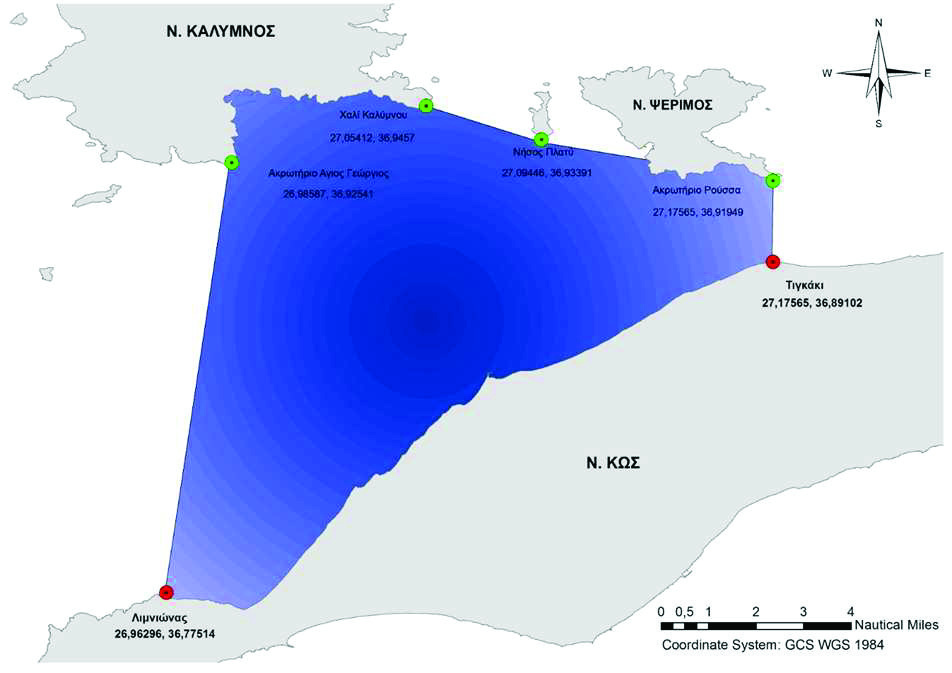 Ν. ΚΑΛΥΜΝΟΣ
N
W E
S
Ν. ΨΕΡΙΜΟΣ
Χαλί Καλύμνου
27,05412, 36,9457
Νήσος Πλατύ
27,09446, 36,93391
Ακρωτήριο Αγιος Γεώργιος
26,98587, 36,92541
Ακρωτήριο Ρούσσα
27,17565, 36,91949
Τιγκάκι
27,17565, 36,89102
Ν. ΚΩΣ
Λιμνιώνας
26,96296, 36,77514
0 0,5 1 2 3 4
Nautical Miles
Coordinate System: GCS WGS 1984